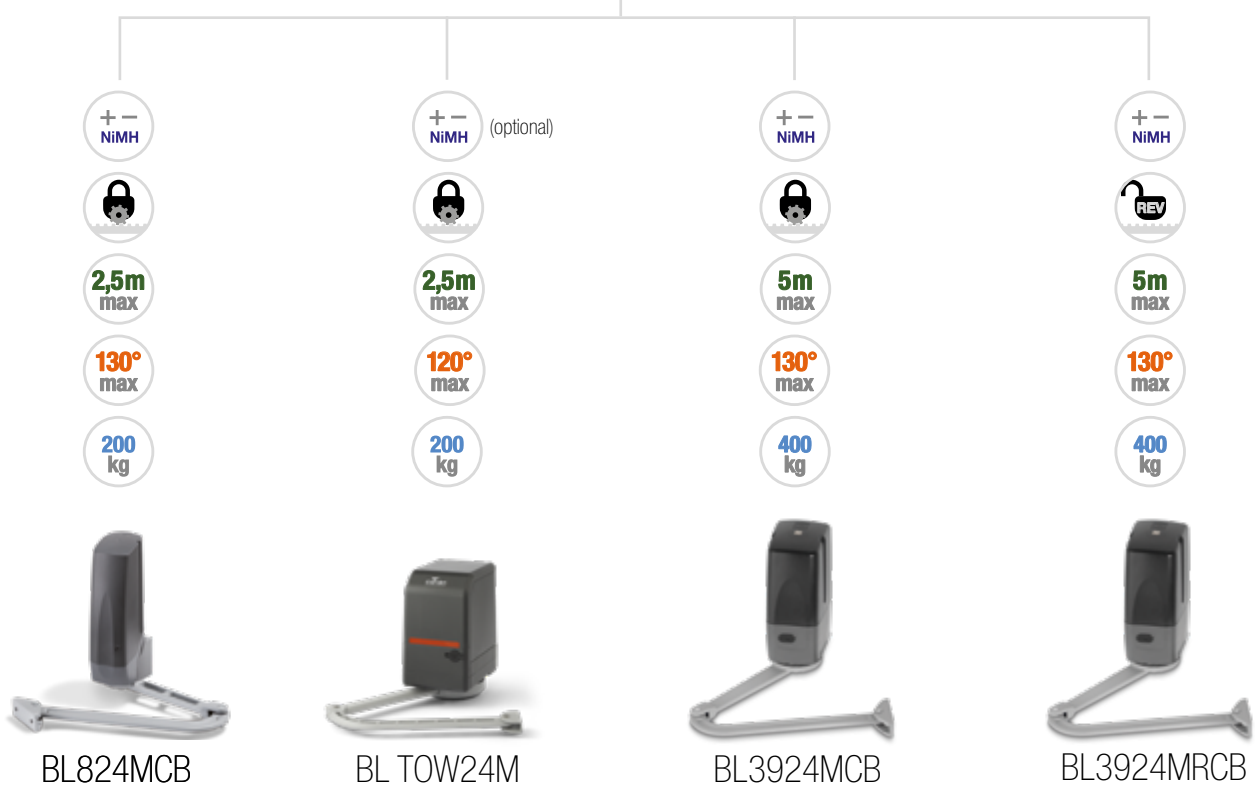 + −
NiMH
+ −
NiMH
(optional)
+ −
NiMH
+ −
NiMH
REV
2,5m
max
2,5m
max
5m
max
5m
max
130°
max
120°
max
130°
max
130°
max
200
kg
200
kg
400
kg
400
kg
BL824MCB
BL TOW24M
BL3924MCB
BL3924MRCB